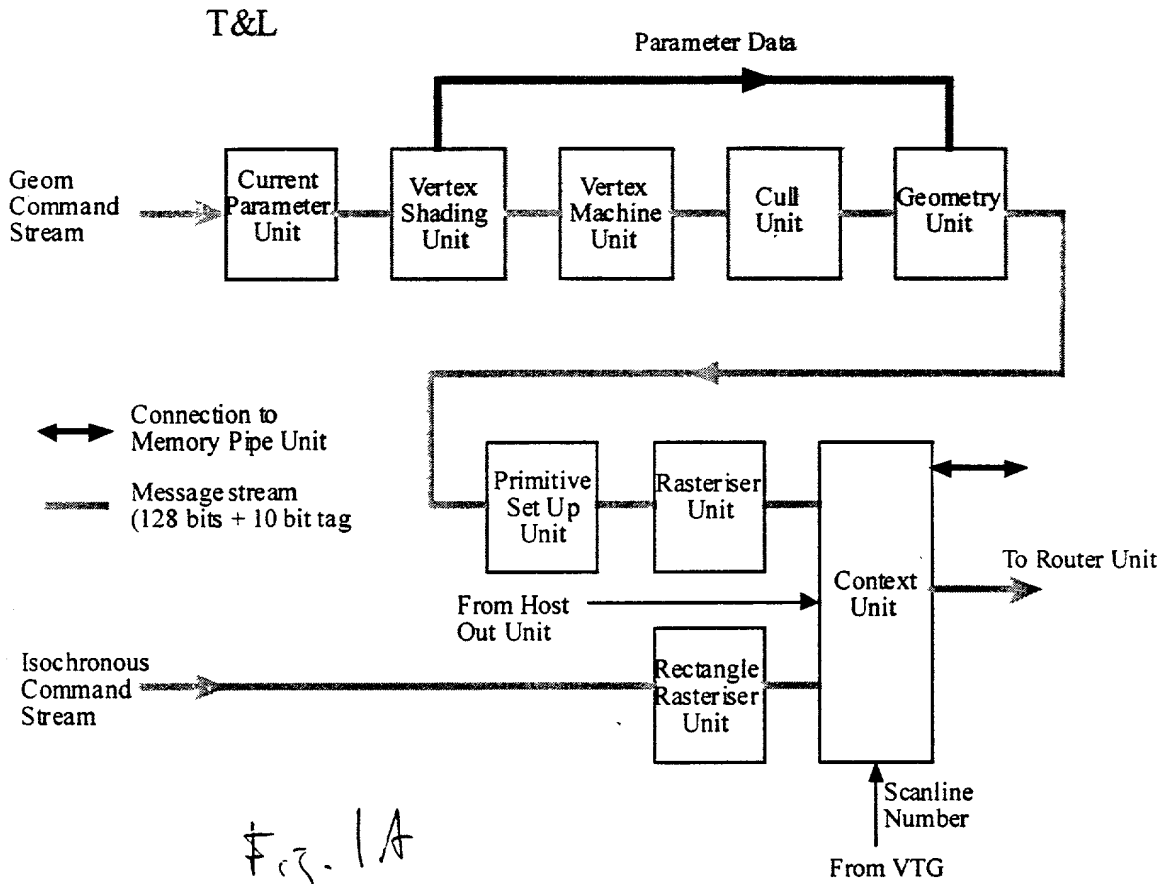 T&L
Parameter Data
Geom
Command
Stream
Current
Parameter
Unit
Vertex
Shading
Unit
Vertex
Machine
Unit
Cull
Unit
Geometry
Unit
Connection to
Memory Pipe Unit
Message stream
(128 bits + 10 bit tag
Primitive
Set Up
Unit
Rasteriser
Unit
Context
Unit
To Router Unit
From Host
Out Unit
Isochronous
Command
Stream
Rectangle
Rasteriser
Unit
Scanline
Number
From VTG
Fig. 1A